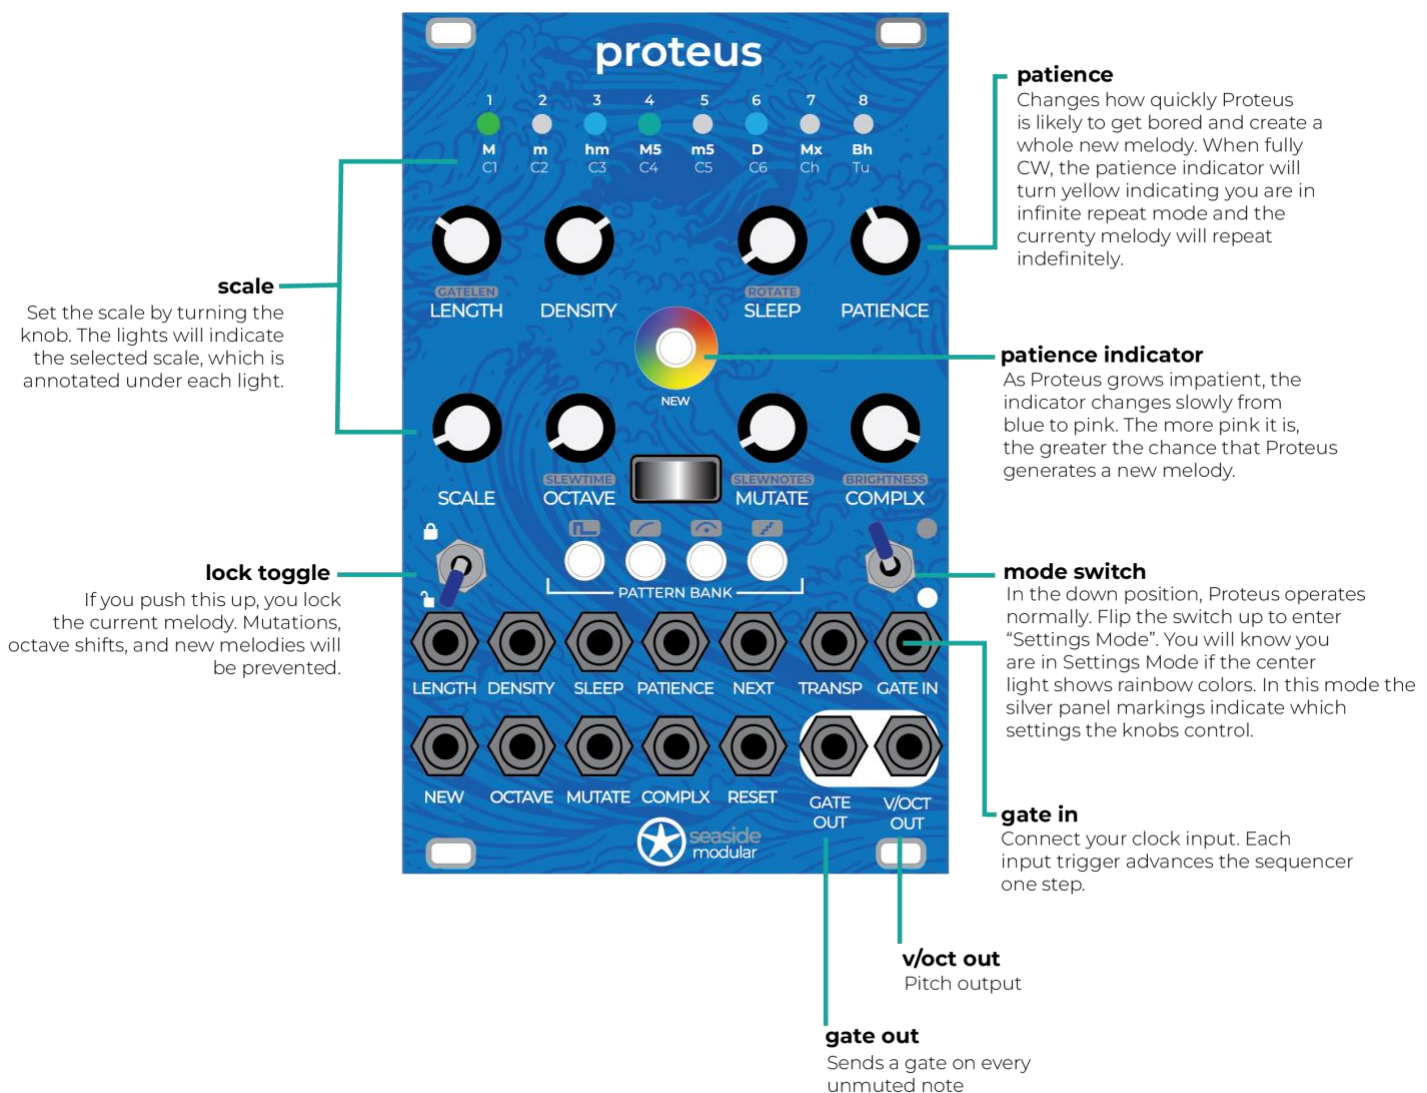 proteus
1 2 3 4 5 6 7 8
M m hm M5 m5 D Mx Bh
C1 C2 C3 C4 C5 C6 Ch Tu
GATELEN
LENGTH
DENSITY
ROTATE
SLEEP
PATIENCE
NEW
SCALE
SLEWTIME
OCTAVE
SLEWNOTES
MUTATE
BRIGHTNESS
COMPLX
PATTERN BANK
LENGTH DENSITY SLEEP PATIENCE NEXT TRANSP GATE IN
NEW OCTAVE MUTATE COMPLX RESET
GATE
OUT
V/OCT
OUT
seaside
modular
scale
Set the scale by turning the
knob. The lights will indicate
the selected scale, which is
annotated under each light.
lock toggle
If you push this up, you lock
the current melody. Mutations,
octave shifts, and new melodies will
be prevented.
patience
Changes how quickly Proteus
is likely to get bored and create a
whole new melody. When fully
CW, the patience indicator will
turn yellow indicating you are in
infinite repeat mode and the
currenty melody will repeat
indefinitely.
patience indicator
As Proteus grows impatient, the
indicator changes slowly from
blue to pink. The more pink it is,
the greater the chance that Proteus
generates a new melody.
mode switch
In the down position, Proteus operates
normally. Flip the switch up to enter
“Settings Mode”. You will know you
are in Settings Mode if the center
light shows rainbow colors. In this mode the
silver panel markings indicate which
settings the knobs control.
gate in
Connect your clock input. Each
input trigger advances the sequencer
one step.
v/oct out
Pitch output
gate out
Sends a gate on every
unmuted note